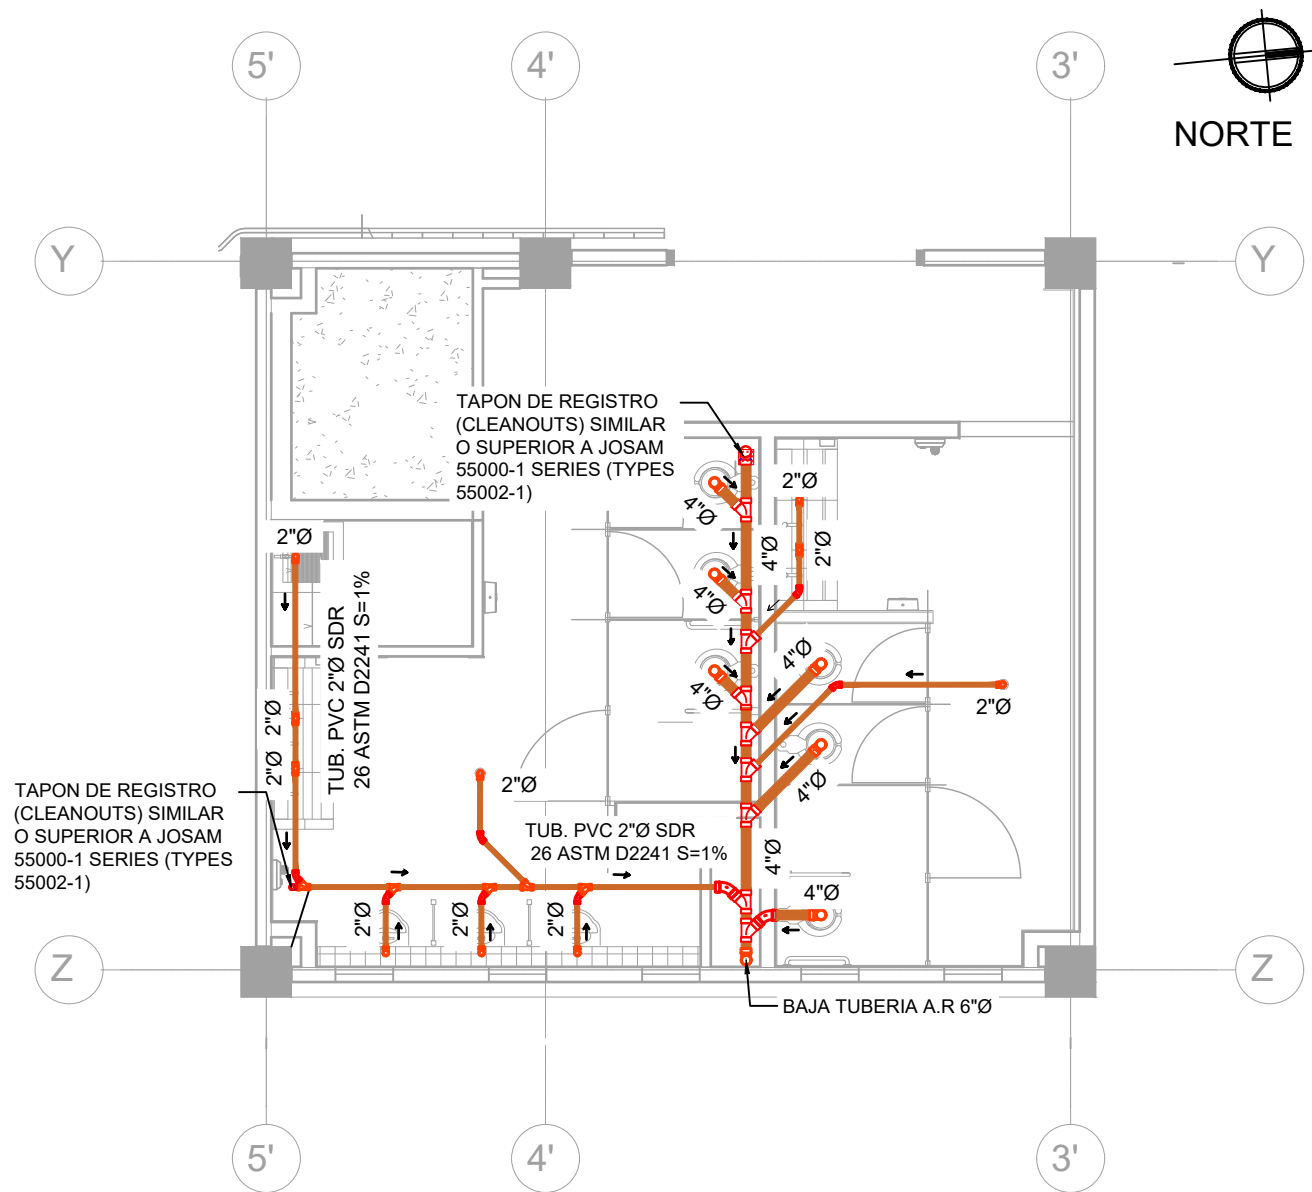 5'
4'
3'
NORTE
Y
Y
TAPON DE REGISTRO
(CLEANOUTS) SIMILAR
O SUPERIOR A JOSAM
55000-1 SERIES (TYPES
55002-1)
4"Ø
2"Ø
4"Ø
2"Ø
2"Ø
TUB. PVC 2"Ø SDR
26 ASTM D2241 S=1%
4"Ø
4"Ø
4"Ø
2"Ø
2"Ø
2"Ø
2"Ø
4"Ø
TAPON DE REGISTRO
(CLEANOUTS) SIMILAR
O SUPERIOR A JOSAM
55000-1 SERIES (TYPES
55002-1)
TUB. PVC 2"Ø SDR
26 ASTM D2241 S=1%
4"Ø
4"Ø
2"Ø
2"Ø
2"Ø
Z
Z
BAJA TUBERIA A.R 6"Ø
5'
4'
3'